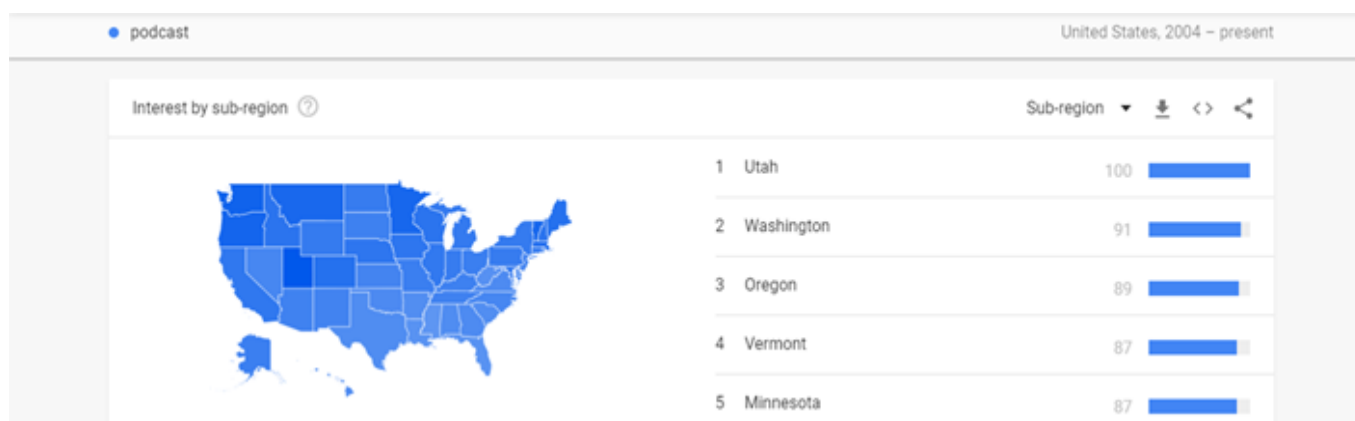 podcast United States, 2004 – present
Interest by sub-region ? Sub-region <>
1 Utah 100
2 Washington 91
3 Oregon 89
4 Vermont 87
5 Minnesota 87